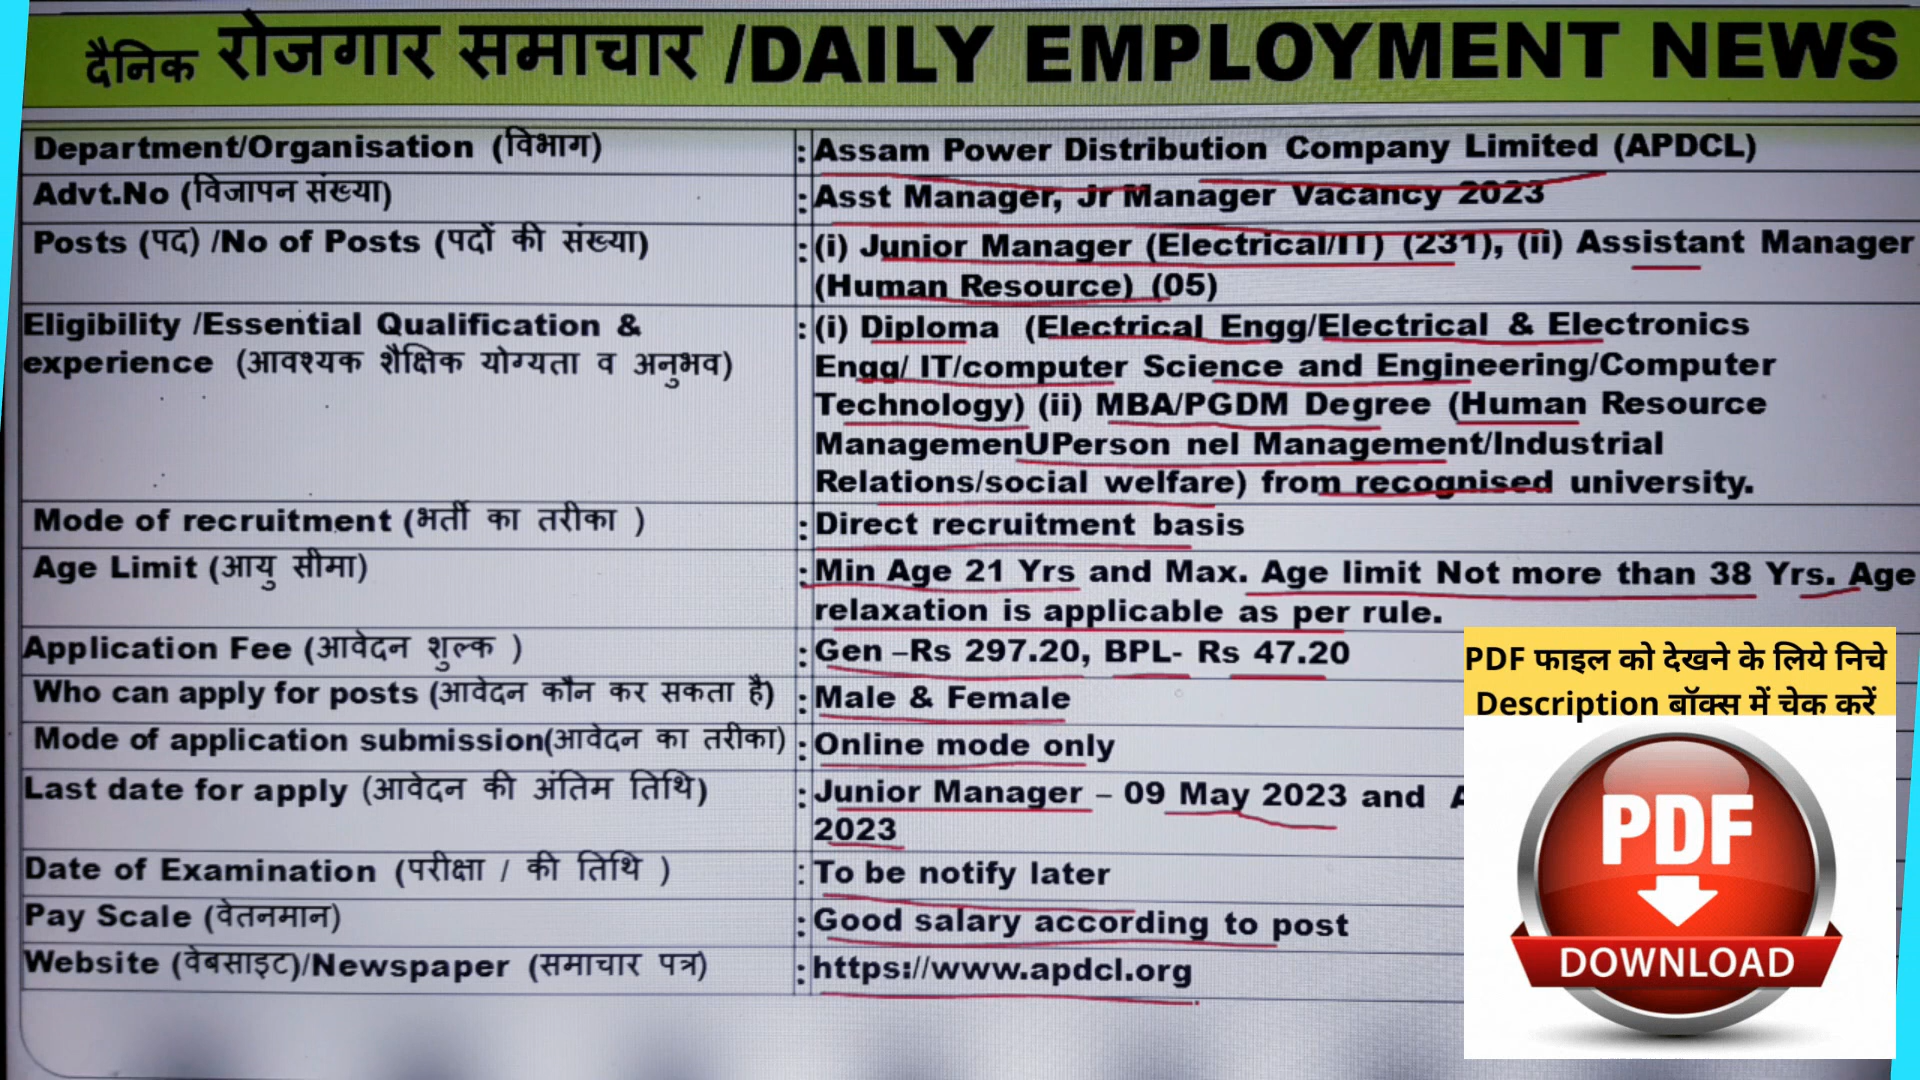 दैनिक रोजगार समाचार /DAILY EMPLOYMENT NEWS
Department/Organisation (विभाग) : Assam Power Distribution Company Limited (APDCL)
Advt.No (विजापन संख्या) : Asst Manager, Jr Manager Vacancy 2023
Posts (पद) /No of Posts (पदों की संख्या) : (i) Junior Manager (Electrical/IT) (231), (ii) Assistant Manager
(Human Resource) (05)
Eligibility /Essential Qualification & : (i) Diploma (Electrical Engg/Electrical & Electronics
experience (आवश्यक शैक्षिक योग्यता व अनुभव) Engg/ IT/computer Science and Engineering/Computer
Technology) (ii) MBA/PGDM Degree (Human Resource
ManagemenUPerson nel Management/Industrial
Relations/social welfare) from recognised university.
Mode of recruitment (भर्ती का तरीका ) : Direct recruitment basis
Age Limit (आयु सीमा) : Min Age 21 Yrs and Max. Age limit Not more than 38 Yrs. Age
relaxation is applicable as per rule.
Application Fee (आवेदन शुल्क ) : Gen –Rs 297.20, BPL- Rs 47.20
Who can apply for posts (आवेदन कौन कर सकता है) : Male & Female
Mode of application submission(आवेदन का तरीका) : Online mode only
Last date for apply (आवेदन की अंतिम तिथि) : Junior Manager – 09 May 2023 and
2023
Date of Examination (परीक्षा / की तिथि ) : To be notify later
Pay Scale (वेतनमान) : Good salary according to post
Website (वेबसाइट)/Newspaper (समाचार पत्र) : https://www.apdcl.org
PDF फाइल को देखने के लिये निचे
Description बॉक्स में चेक करें
PDF
DOWNLOAD